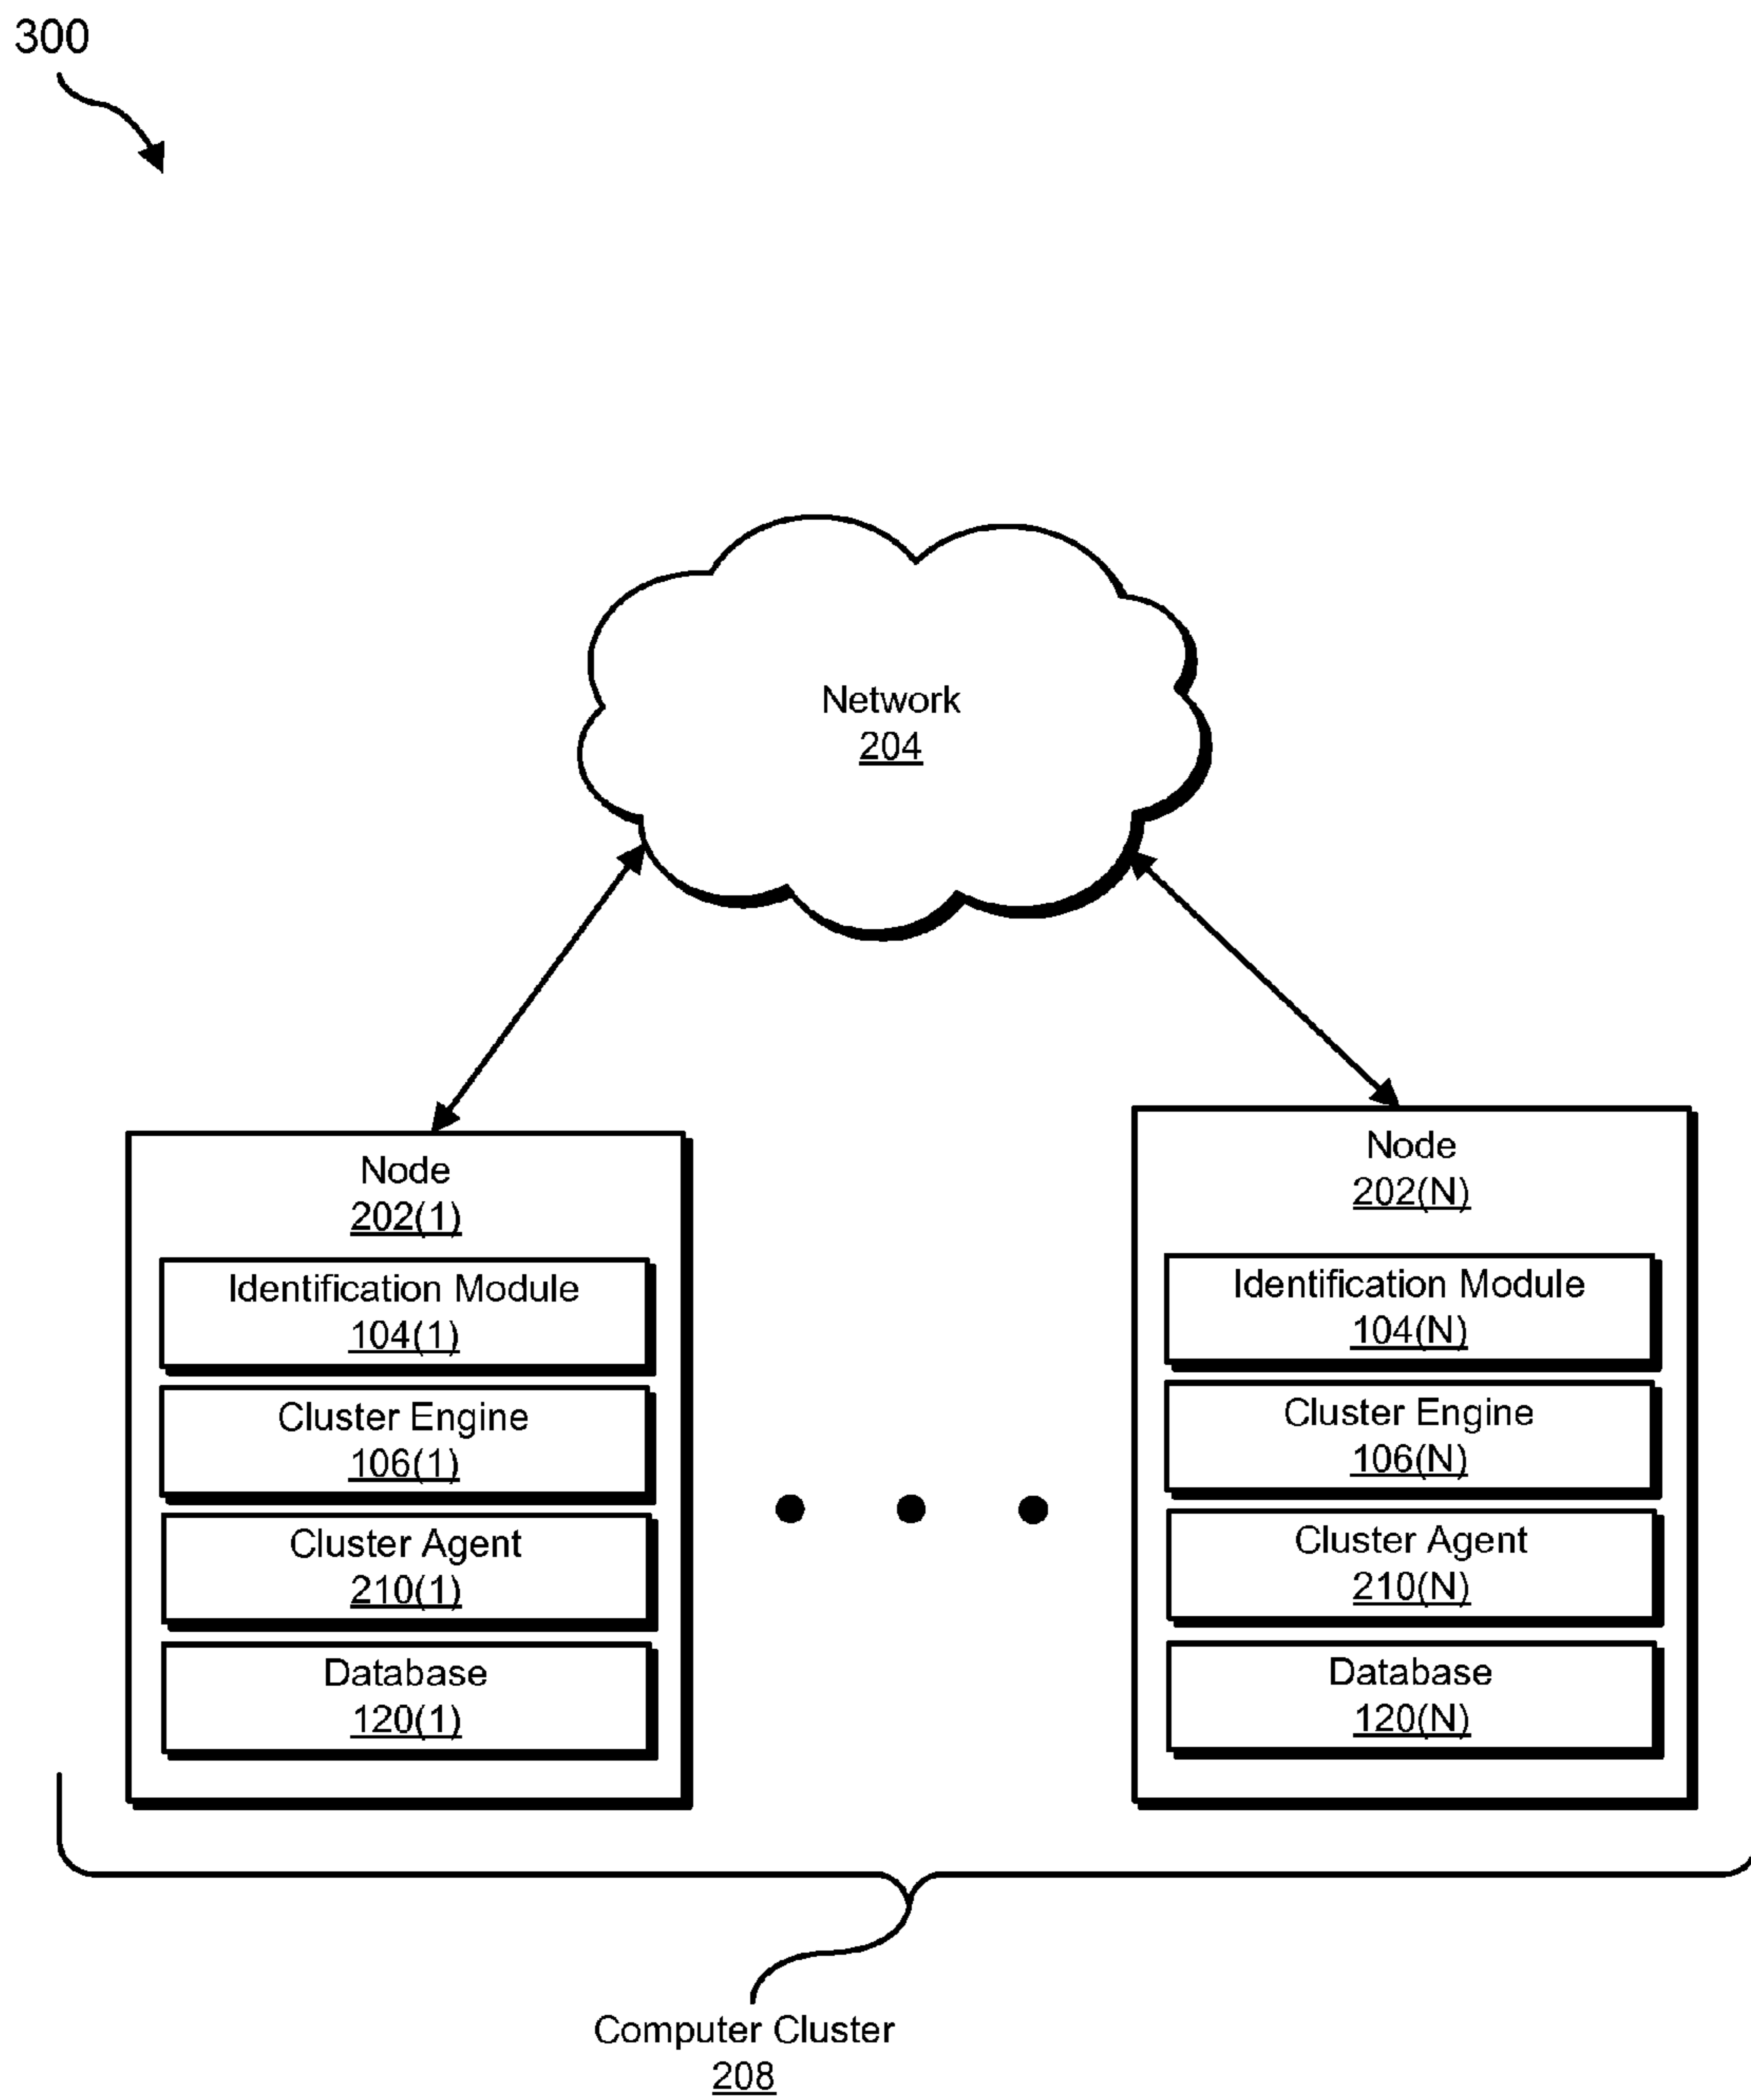 300
Network
204
Node
202(1)
Identification Module
104(1)
Cluster Engine
106(1)
Cluster Agent
210(1)
Database
120(1)
Node
202(N)
Identification Module
104(N)
Cluster Engine
106(N)
Cluster Agent
210(N)
Database
120(N)
Computer Cluster
208